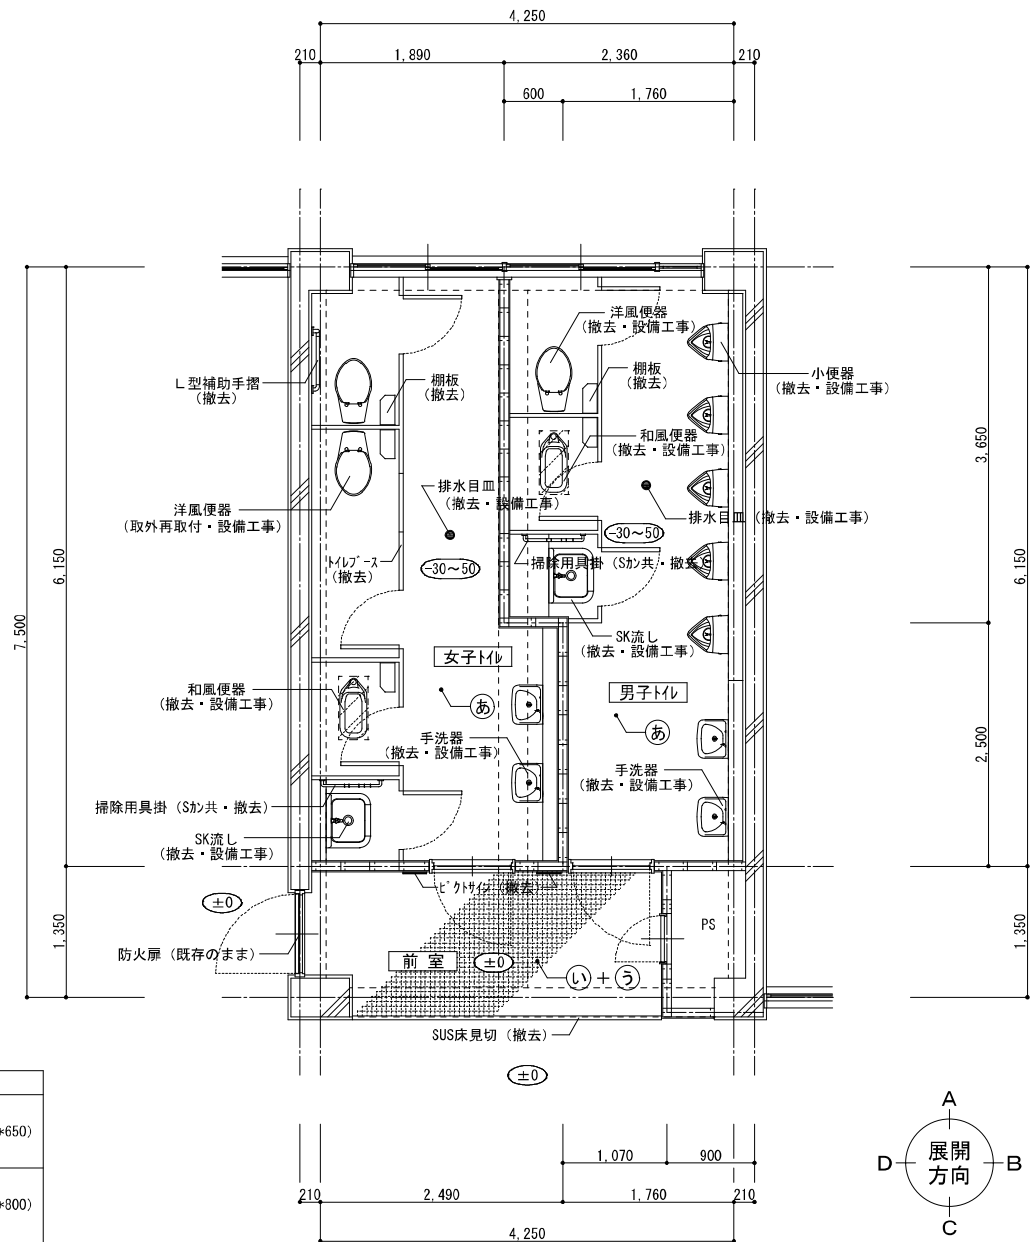 4,250
210
1,890
2,360
210
600
1,760
洋風便器
(撤去・設備工事)
小便器
(撤去・設備工事)
L型補助手摺
(撤去)
棚板
(撤去)
棚板
(撤去)
和風便器
(撤去・設備工事)
3,650
排水目皿
(撤去・設備工事)
洋風便器
(取外再取付・設備工事)
排水目皿 (撤去・設備工事)
-30〜50
-30〜50
トイレブース
(撤去)
掃除用具掛 (Sカン共・撤去)
6,150
6,150
7,500
SK流し
(撤去・設備工事)
女子トイレ
男子トイレ
和風便器
(撤去・設備工事)
あ
あ
手洗器
(撤去・設備工事)
2,500
手洗器
(撤去・設備工事)
掃除用具掛 (Sカン共・撤去)
SK流し
(撤去・設備工事)
ピクトサイン (撤去)
±0
PS
1,350
1,350
防火扉 (既存のまま)
前室
±0
い + う
SUS床見切 (撤去)
±0
*650)
*800)
1,070
900
210
2,490
1,760
210
4,250
A
D
展開
方向
B
C